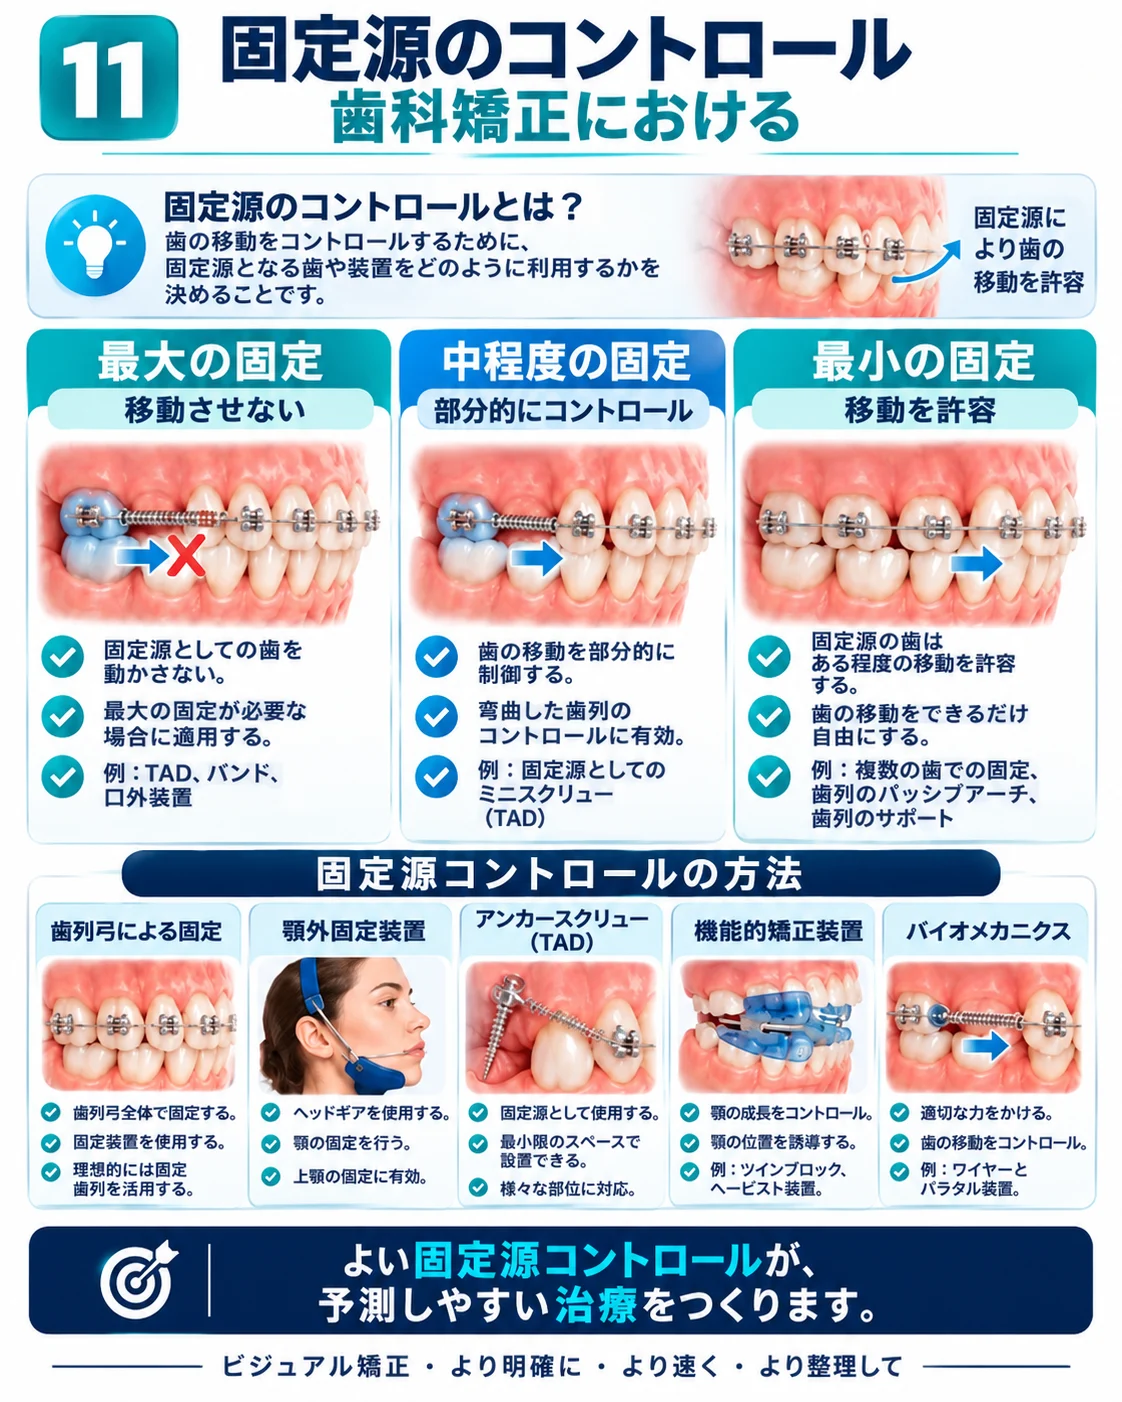 11
固定源のコントロール
歯科矯正における
固定源のコントロールとは？
歯の移動をコントロールするために、
固定源となる歯や装置をどのように利用するかを
決めることです。
固定源に
より歯の
移動を許容
最大の固定
移動させない
固定源としての歯を
動かさない。
最大の固定が必要な
場合に適用する。
例：TAD、バンド、
口外装置
中程度の固定
部分的にコントロール
歯の移動を部分的に
制御する。
弯曲した歯列の
コントロールに有効。
例：固定源としての
ミニスクリュー
（TAD）
最小の固定
移動を許容
固定源の歯は
ある程度の移動を許容
する。
歯の移動をできるだけ
自由にする。
例：複数の歯での固定、
歯列のパッシブアーチ、
歯列のサポート
固定源コントロールの方法
歯列弓による固定
歯列弓全体で固定する。
固定装置を使用する。
理想的には固定
歯列を活用する。
顎外固定装置
ヘッドギアを使用する。
顎の固定を行う。
上顎の固定に有効。
アンカースクリュー
（TAD）
固定源として使用する。
最小限のスペースで
設置できる。
様々な部位に対応。
機能的矯正装置
顎の成長をコントロール。
顎の位置を誘導する。
例：ツインブロック、
ヘービスト装置。
バイオメカニクス
適切な力をかける。
歯の移動をコントロール。
例：ワイヤーと
パラタル装置。
よい固定源コントロールが、
予測しやすい治療をつくります。
ビジュアル矯正 ・ より明確に ・ より速く ・ より整理して